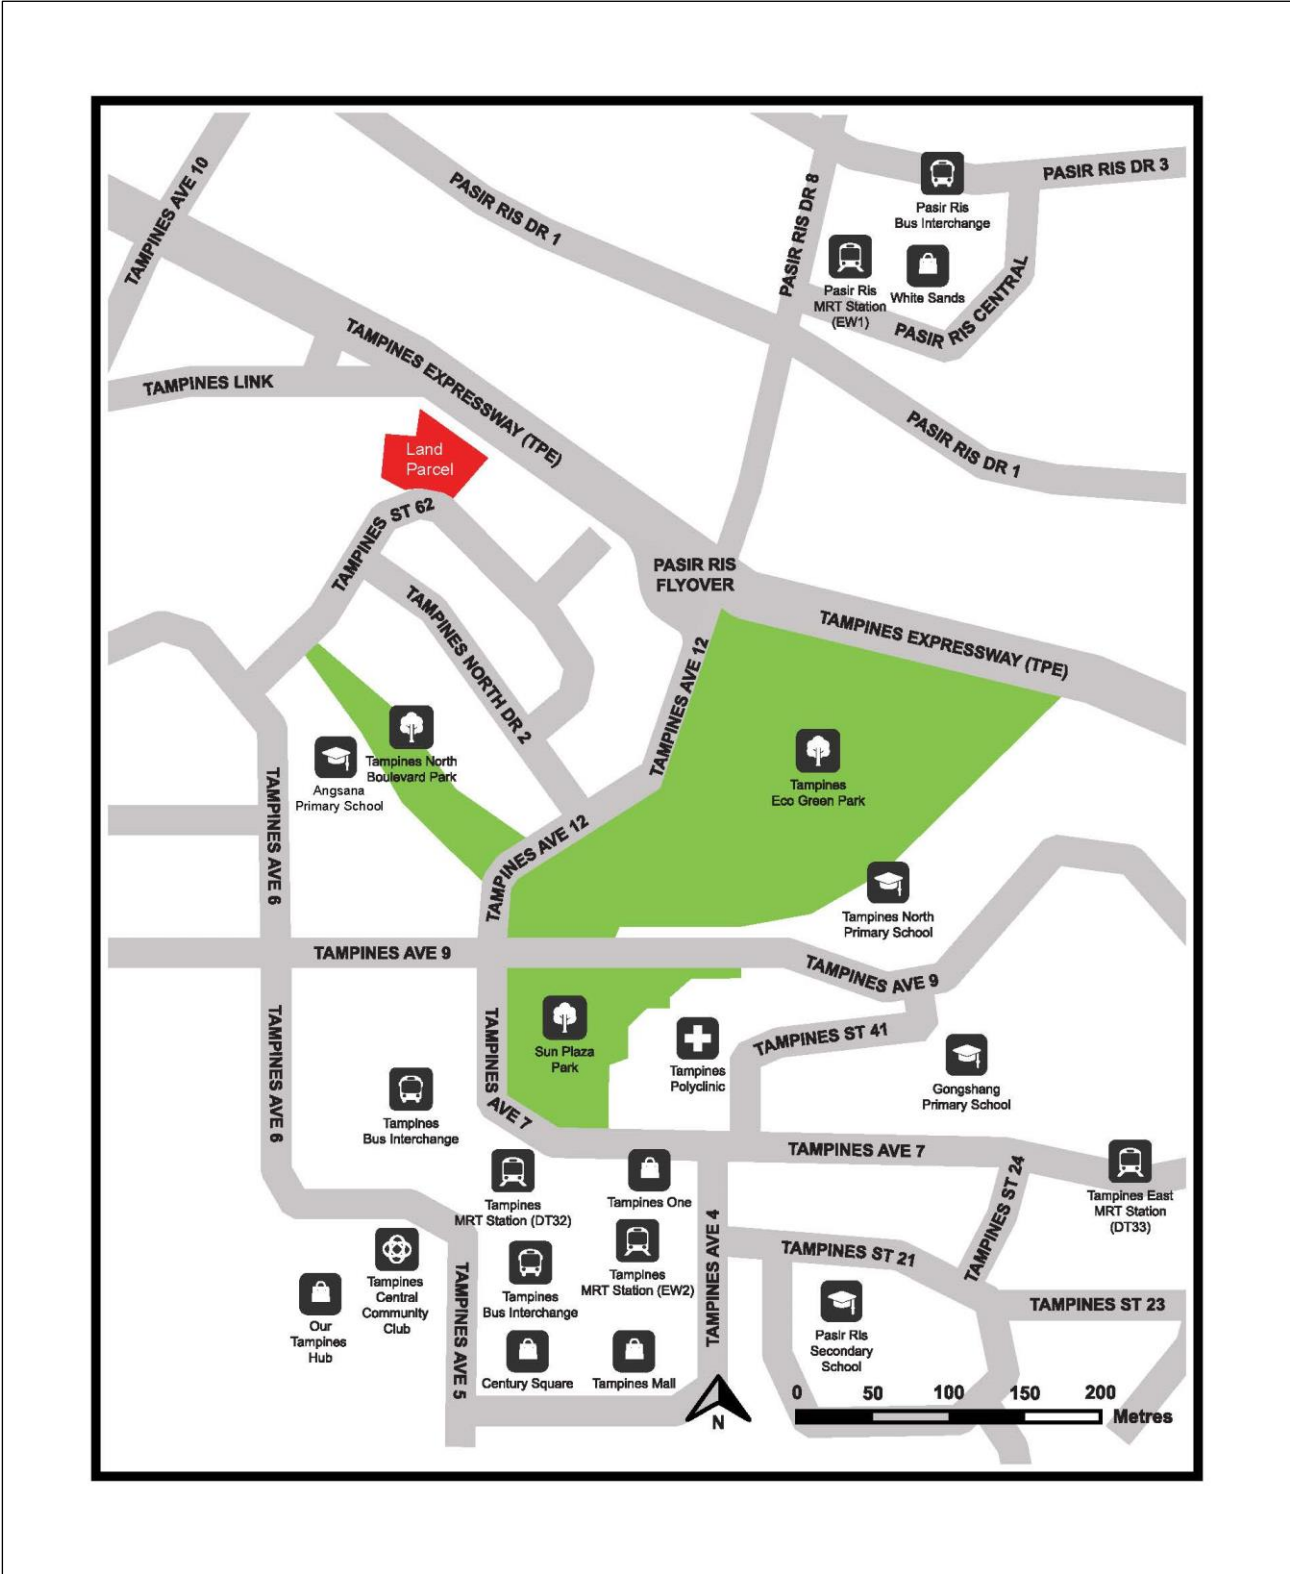 TAMPINES AVE 10
PASIR RIS DR 1
PASIR RIS DR 8
PASIR RIS DR 3
Pasir Ris
Bus Interchange
Pasir Ris
MRT Station
(EW1)
White Sands
PASIR RIS CENTRAL
TAMPINES LINK
TAMPINES EXPRESSWAY (TPE)
PASIR RIS DR 1
Land
Parcel
TAMPINES ST 62
PASIR RIS
FLYOVER
TAMPINES EXPRESSWAY (TPE)
TAMPINES NORTH DR 2
TAMPINES AVE 12
Tampines North
Boulevard Park
Angsana
Primary School
Tampines
Eco Green Park
TAMPINES AVE 6
TAMPINES AVE 12
Tampines North
Primary School
TAMPINES AVE 9
TAMPINES AVE 9
TAMPINES AVE 6
TAMPINES AVE 7
Sun Plaza
Park
Tampines
Polyclinic
TAMPINES ST 41
Gongshang
Primary School
Tampines
Bus Interchange
TAMPINES AVE 7
Tampines
MRT Station (DT32)
Tampines One
TAMPINES ST 24
Tampines East
MRT Station
(DT33)
Tampines
Central
Community
Club
Our
Tampines
Hub
TAMPINES AVE 5
Tampines
Bus Interchange
Tampines
MRT Station (EW2)
TAMPINES AVE 4
TAMPINES ST 21
TAMPINES ST 23
Pasir Ris
Secondary
School
Century Square
Tampines Mall
N
0 50 100 150 200
Metres